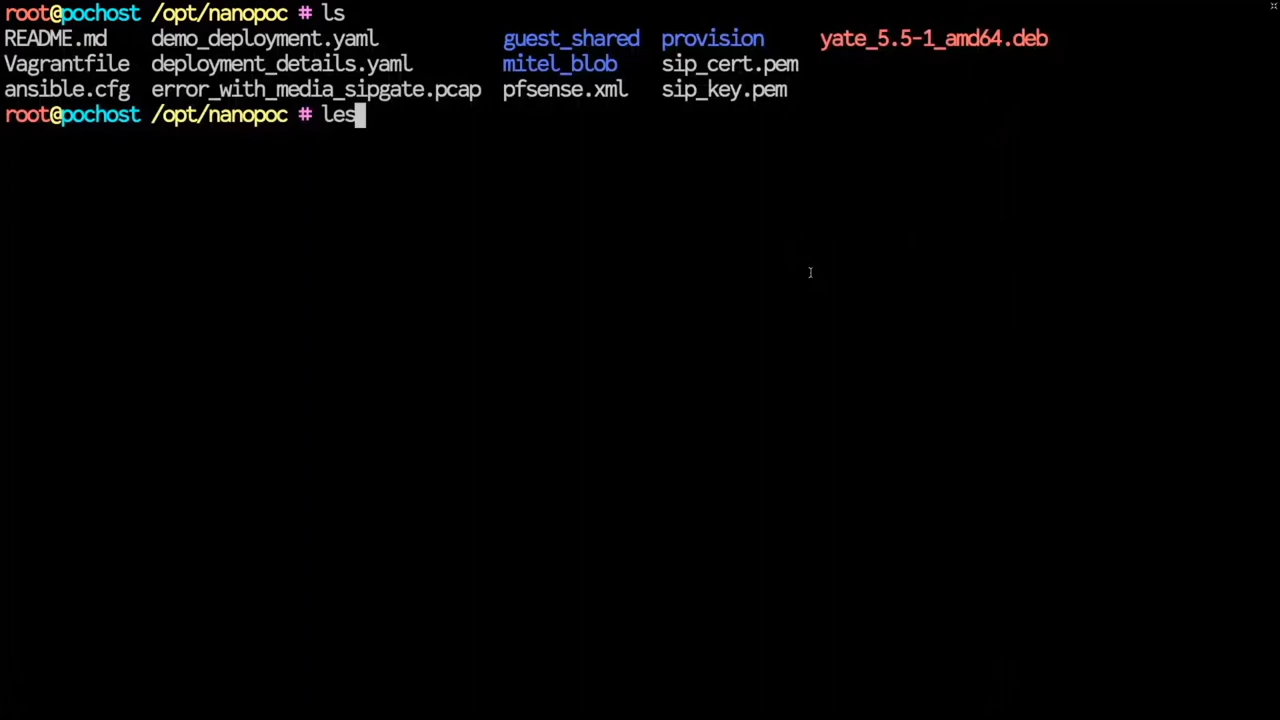 root@pochost /opt/nanopoc # ls
README.md demo_deployment.yaml guest_shared provision yate_5.5-1_amd64.deb
Vagrantfile deployment_details.yaml mitel_blob sip_cert.pem
ansible.cfg error_with_media_sipgate.pcap pfsense.xml sip_key.pem
root@pochost /opt/nanopoc # les